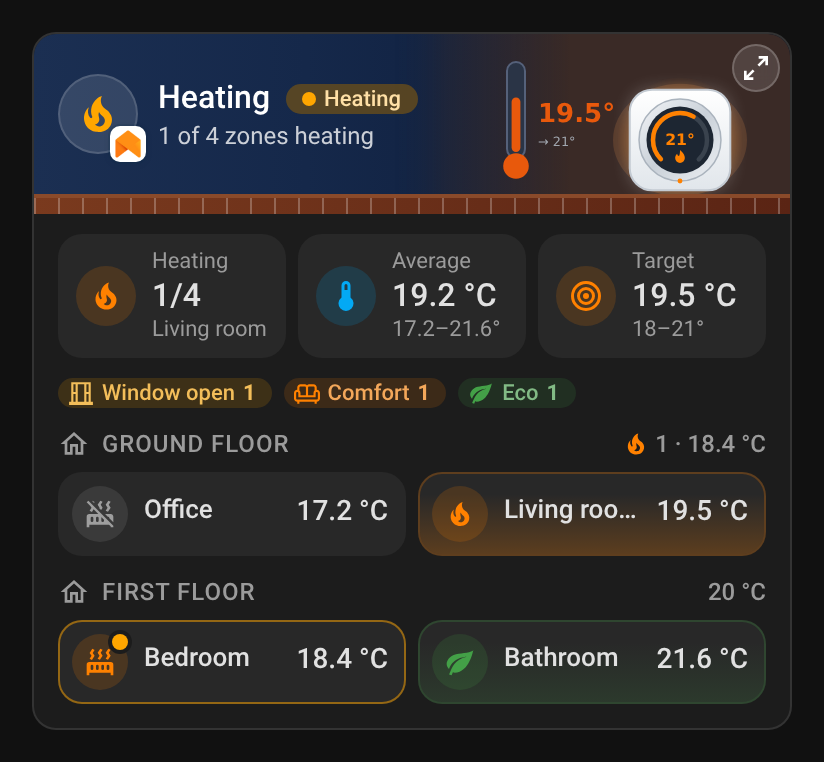 Heating
Heating
1 of 4 zones heating
19.5°
→ 21°
21°
Heating
1/4
Living room
Average
19.2 °C
17.2–21.6°
Target
19.5 °C
18–21°
Window open 1
Comfort 1
Eco 1
GROUND FLOOR
1 · 18.4 °C
Office
17.2 °C
Living roo...
19.5 °C
FIRST FLOOR
20 °C
Bedroom
18.4 °C
Bathroom
21.6 °C